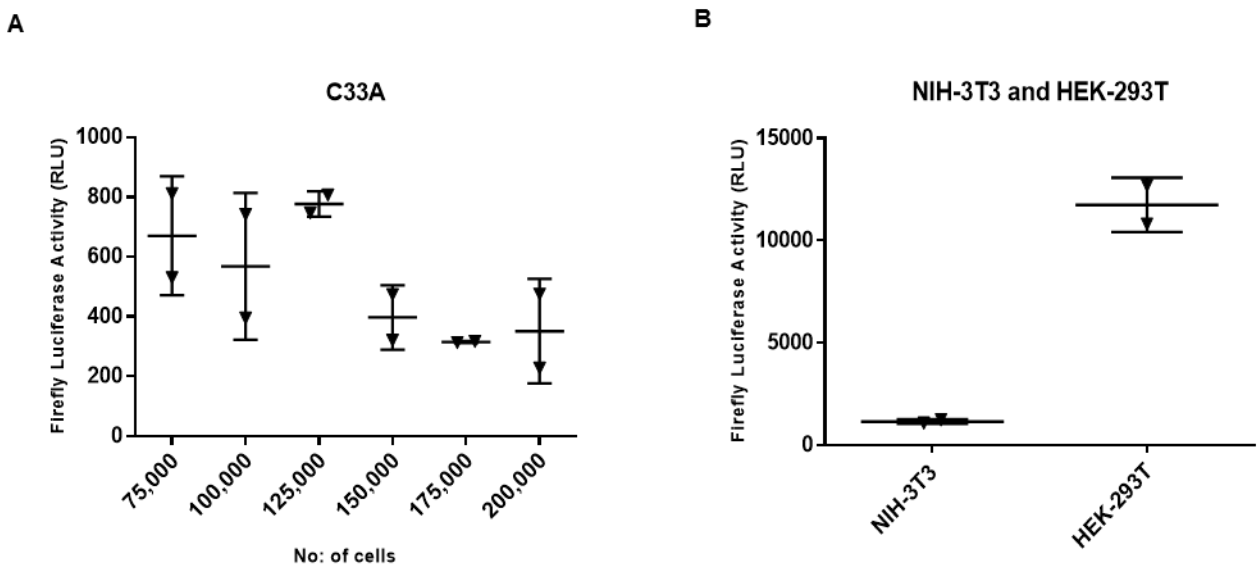 A
B
C33A
NIH-3T3 and HEK-293T
Firefly Luciferase Activity (RLU)
1000
800
600
400
200
0
75,000
100,000
125,000
150,000
175,000
200,000
No: of cells
Firefly Luciferase Activity (RLU)
15000
10000
5000
0
NIH-3T3
HEK-293T